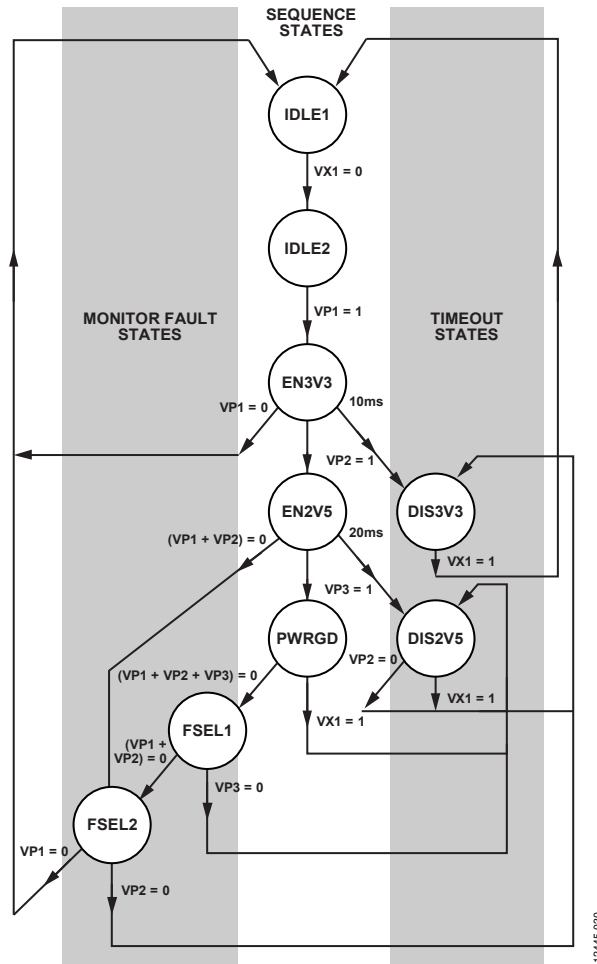 SEQUENCE
STATES
IDLE1
VX1 = 0
IDLE2
VP1 = 1
MONITOR FAULT
STATES
TIMEOUT
STATES
EN3V3
VP1 = 0
10ms
VP2 = 1
EN2V5
DIS3V3
(VP1 + VP2) = 0
20ms
VX1 = 1
VP3 = 1
PWRGD
DIS2V5
VP2 = 0
(VP1 + VP2 + VP3) = 0
VX1 = 1
FSEL1
VX1 = 1
(VP1 +
VP2) = 0
VP3 = 0
FSEL2
VP1 = 0
VP2 = 0